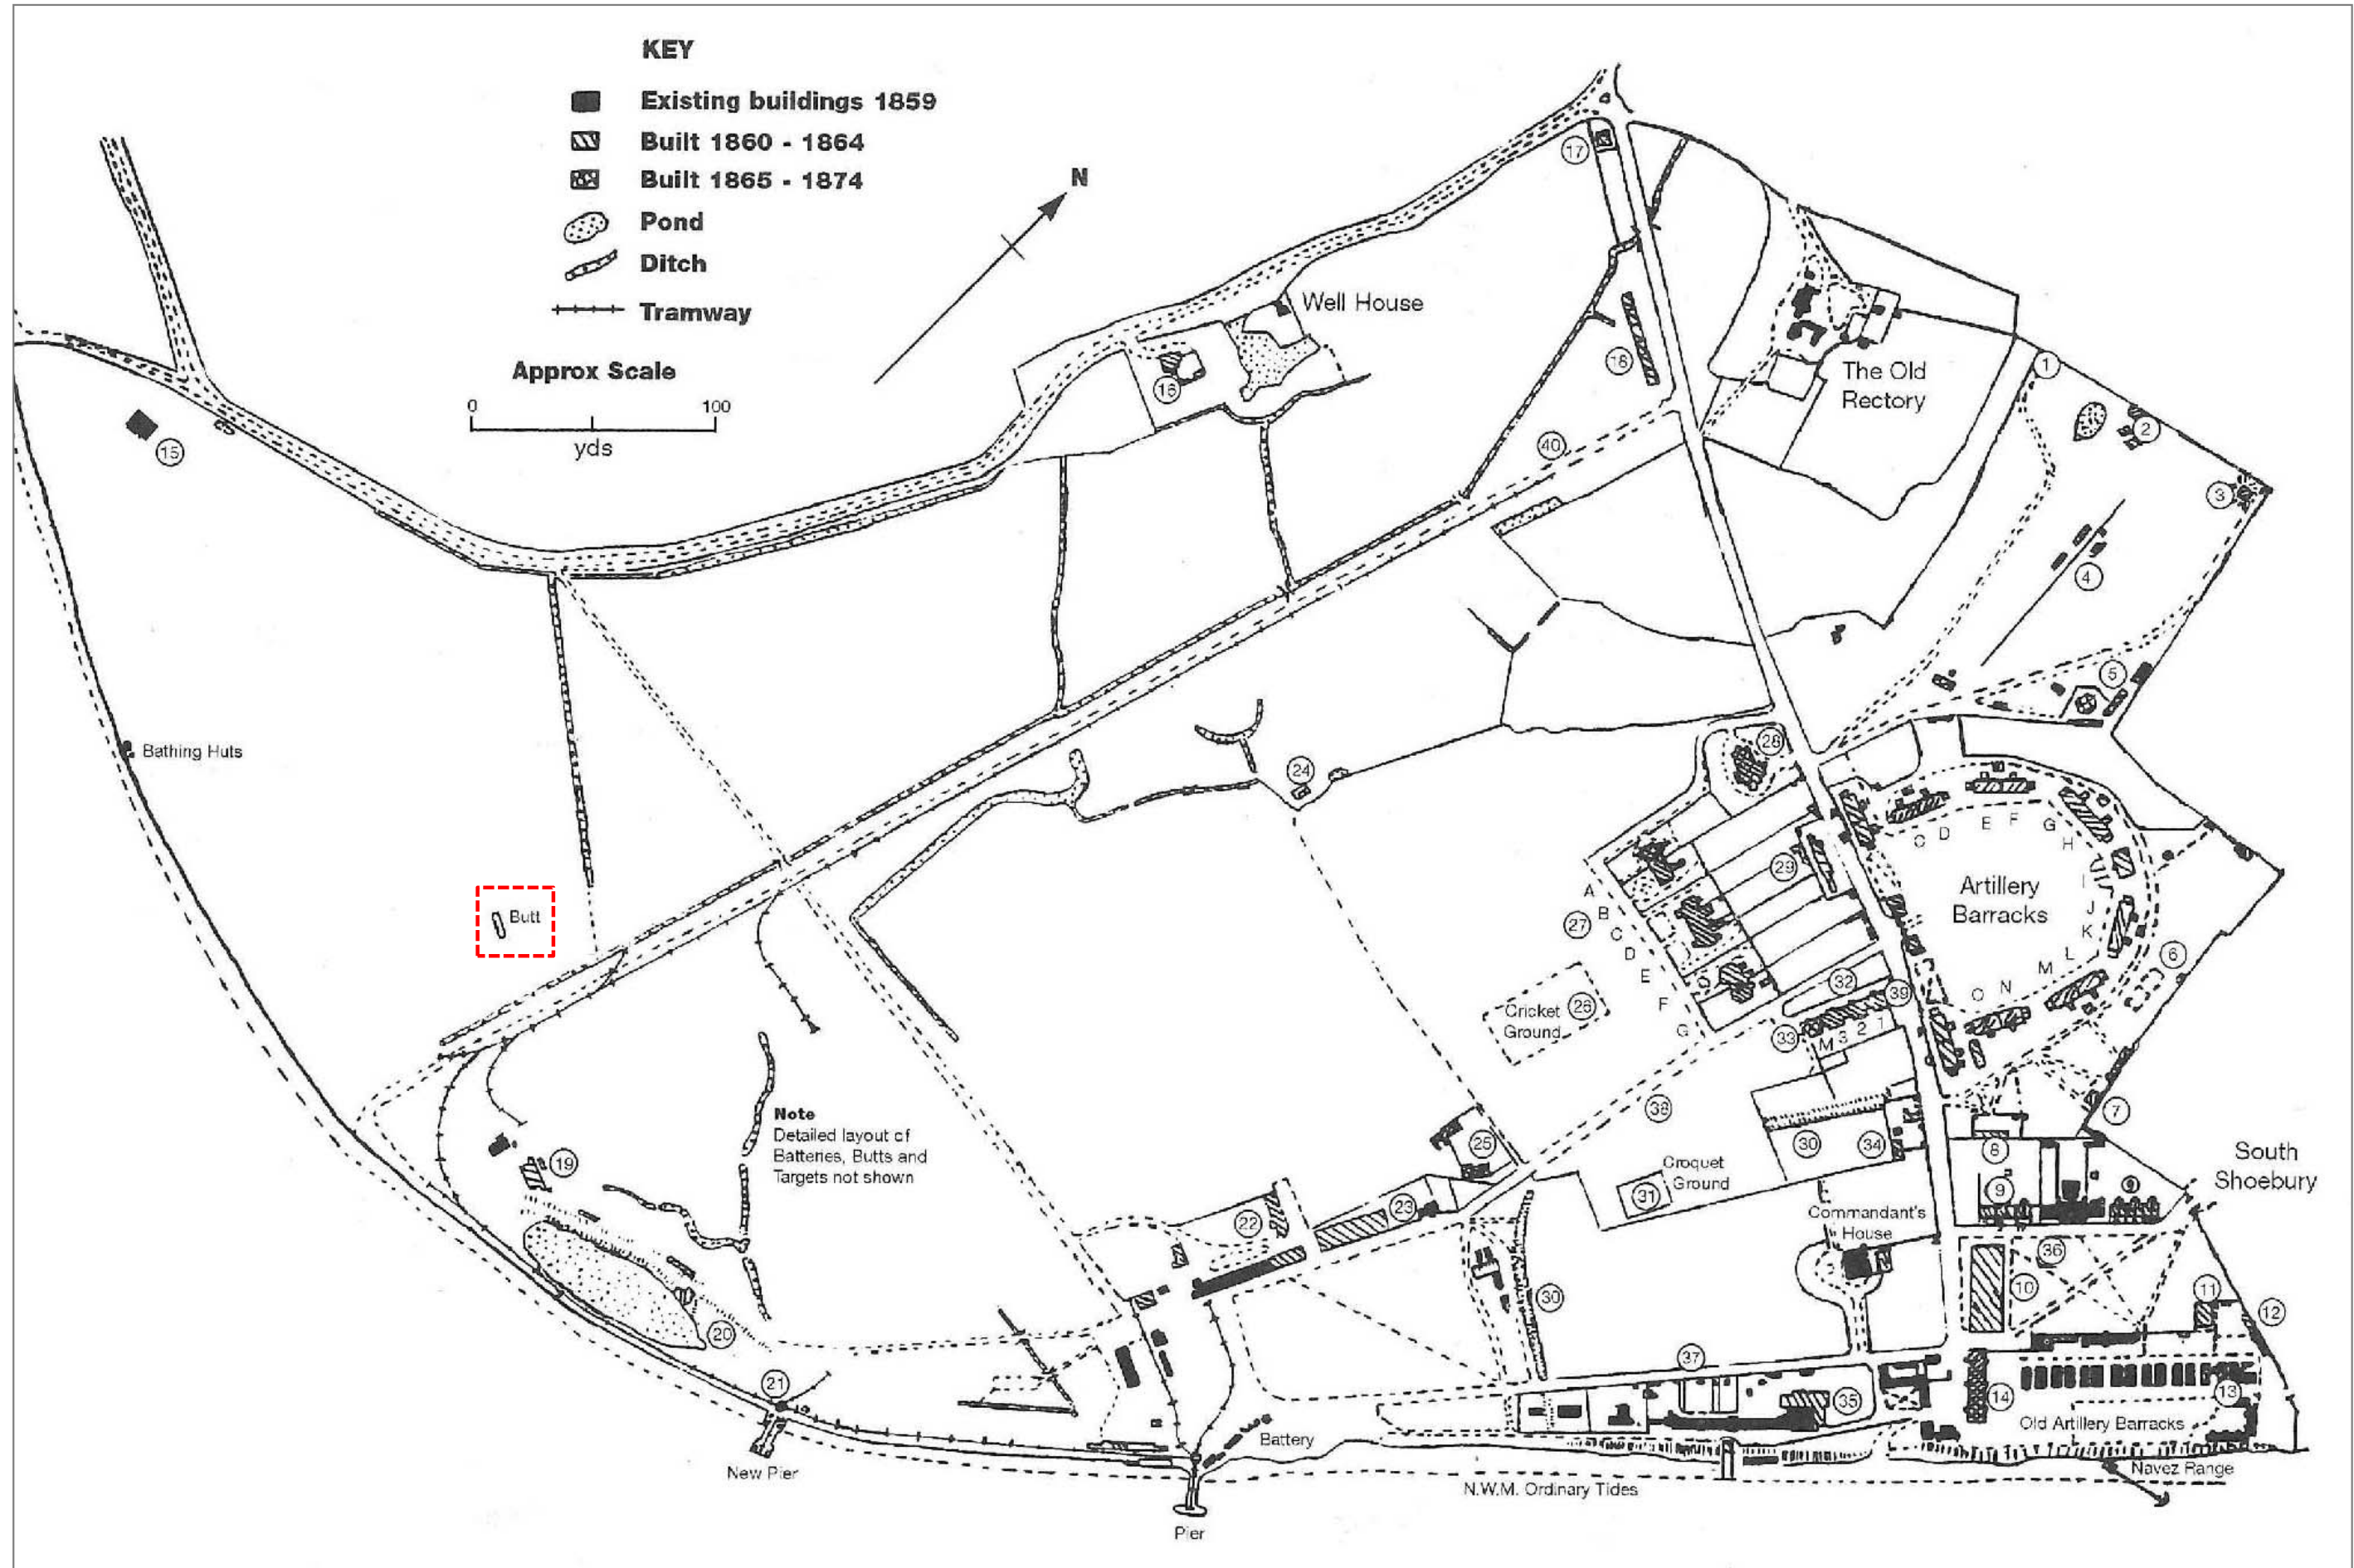 KEY
Existing buildings 1859
Built 1860 - 1864
Built 1865 - 1874
Pond
Ditch
Tramway
Approx Scale
0 100
yds
N
17
Well House
16
18
The Old
Rectory
1
2
3
4
5
40
15
Bathing Huts
Butt
24
28
29
A
B
C
D
E
F
G
27
C D E F G
H
I
J
K
L
M
N
O
Artillery
Barracks
6
Cricket
Ground
26
32
39
33
M 3 2 1
38
7
Note
Detailed layout of
Batteries, Butts and
Targets not shown
19
25
30
34
8
South
Shoebury
Croquet
Ground
31
9
9
22
23
Commandant's
House
36
10
11
12
20
30
37
21
35
14
13
Old Artillery Barracks
Battery
New Pier
Navez Range
N.W.M. Ordinary Tides
Pier